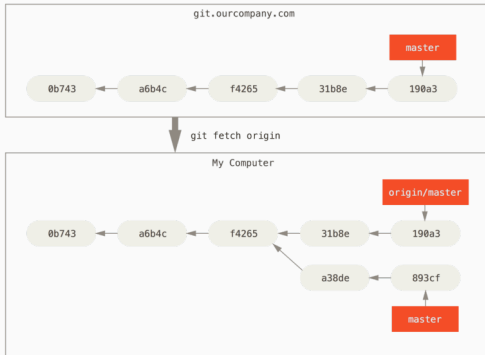 git.ourcompany.com
master
0b743 a6b4c f4265 31b8e 190a3
git fetch origin
My Computer
origin/master
0b743 a6b4c f4265 31b8e 190a3
a38de 893cf
master